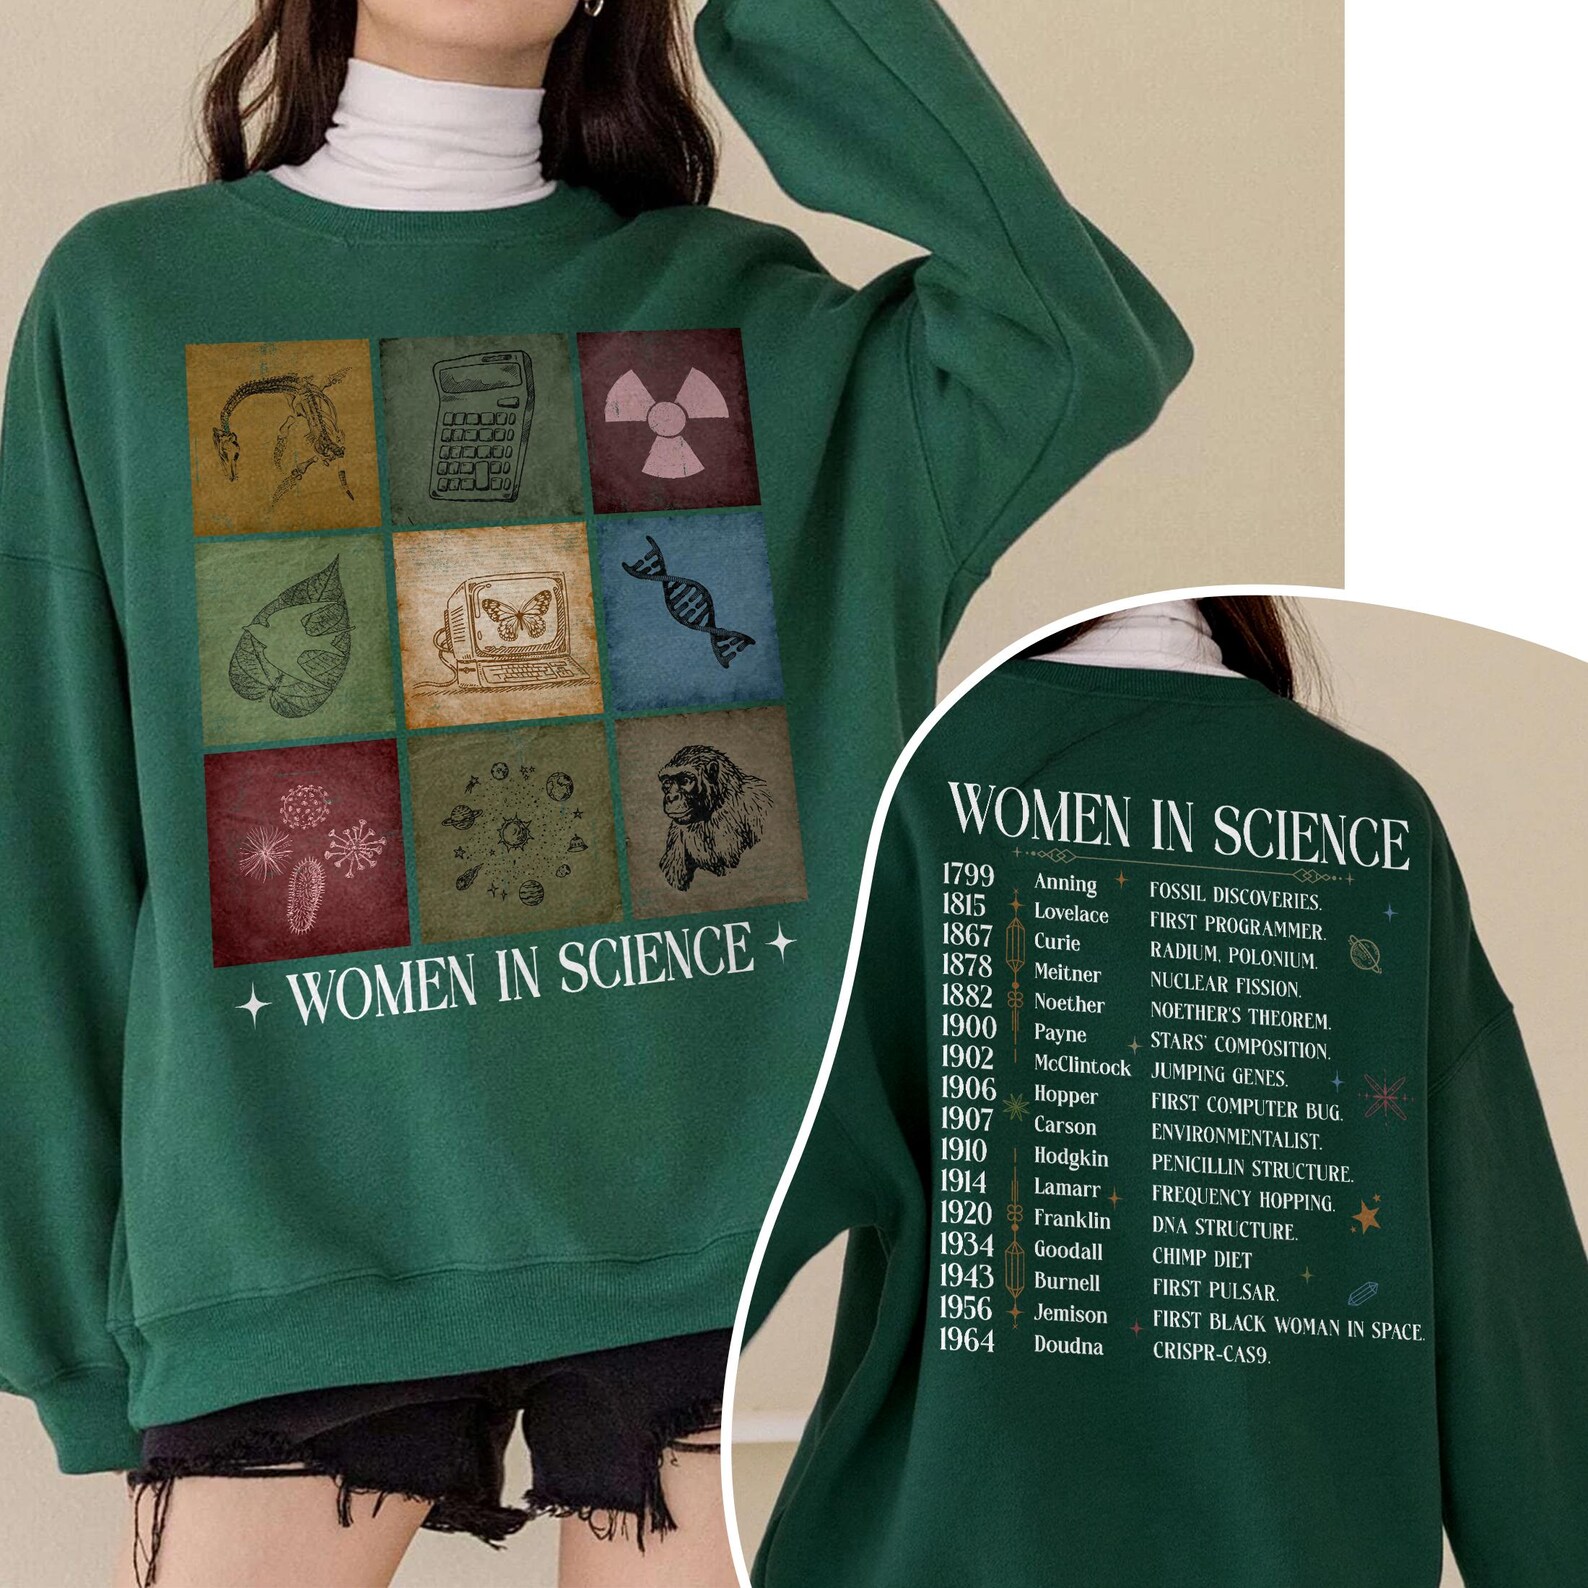 WOMEN IN SCIENCE
WOMEN IN SCIENCE
1799 Anning FOSSIL DISCOVERIES.
1815 Lovelace FIRST PROGRAMMER.
1867 Curie RADIUM, POLONIUM.
1878 Meitner NUCLEAR FISSION.
1882 Noether NOETHER'S THEOREM.
1900 Payne STARS' COMPOSITION.
1902 McClintock JUMPING GENES.
1906 Hopper FIRST COMPUTER BUG.
1907 Carson ENVIRONMENTALIST.
1910 Hodgkin PENICILLIN STRUCTURE.
1914 Lamarr FREQUENCY HOPPING.
1920 Franklin DNA STRUCTURE.
1934 Goodall CHIMP DIET
1943 Burnell FIRST PULSAR.
1956 Jemison FIRST BLACK WOMAN IN SPACE.
1964 Doudna CRISPR-CAS9.